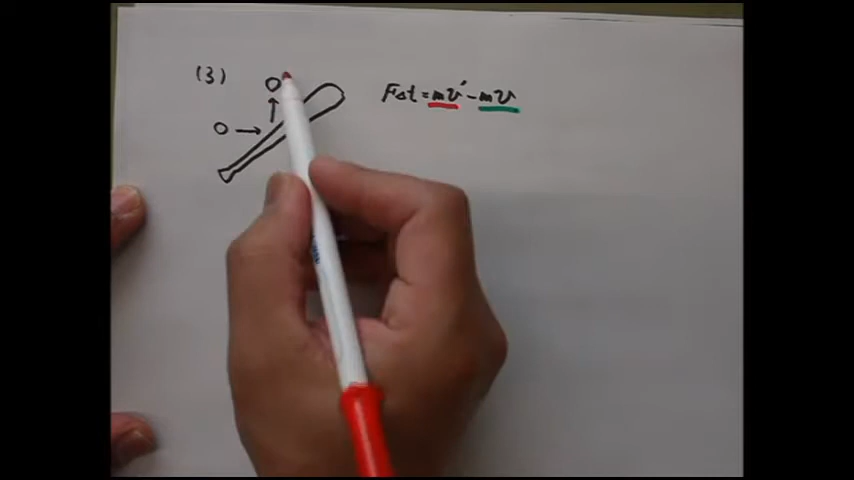 (3)
FΔt = mv' - mv